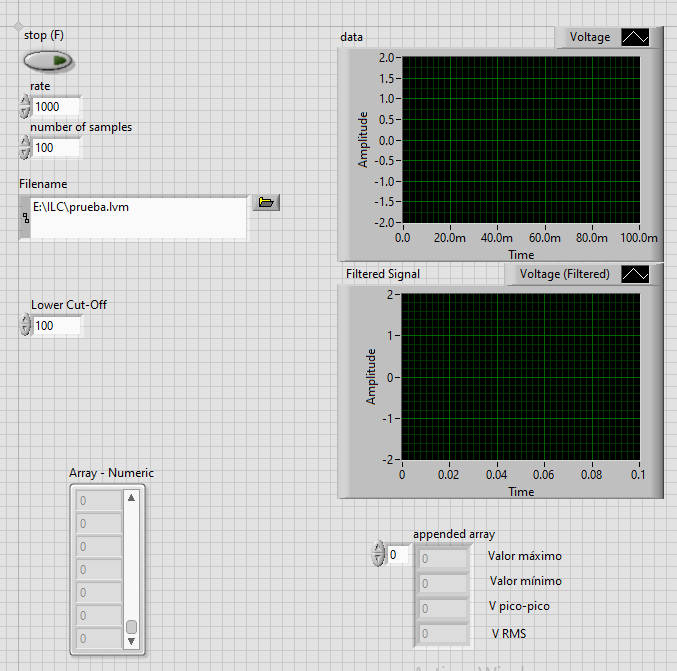 stop (F)
rate
1000
number of samples
100
Filename
E:\ILC\prueba.lvm
Lower Cut-Off
100
Array - Numeric
0
0
0
0
0
0
0
data
Voltage
Amplitude
2.0
1.5
1.0
0.5
0.0
-0.5
-1.0
-1.5
-2.0
0.0 20.0m 40.0m 60.0m 80.0m 100.0m
Time
Filtered Signal
Voltage (Filtered)
Amplitude
2
1
0
-1
-2
0 0.02 0.04 0.06 0.08 0.1
Time
appended array
0
0 Valor máximo
0 Valor mínimo
0 V pico-pico
0 V RMS